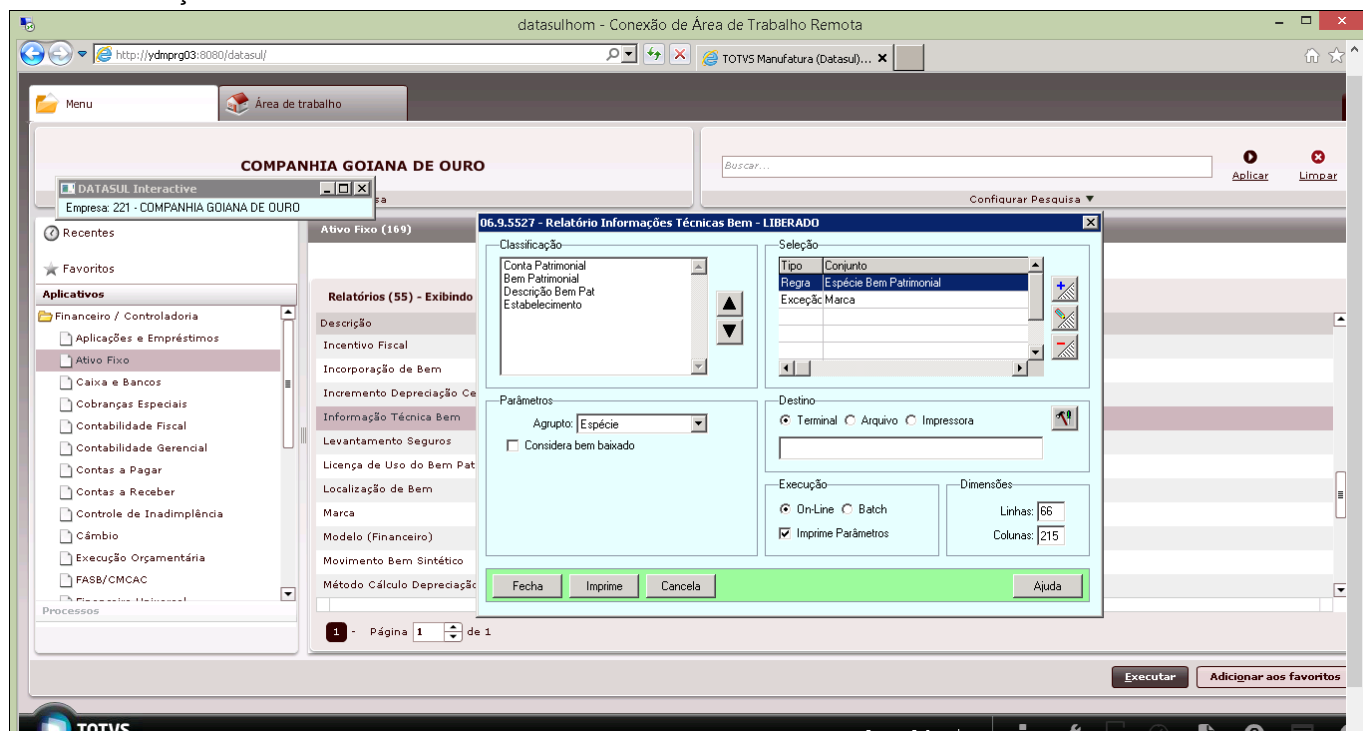 datasulhom - Conexão de Área de Trabalho Remota
http://ydmprg03:8080/datasul/
TOTVS Manufatura (Datasul)...
Menu
Área de trabalho
COMPANHIA GOIANA DE OURO
Buscar...
Aplicar
Limpar
Configurar Pesquisa ▼
DATASUL Interactive
Empresa: 221 - COMPANHIA GOIANA DE OURO
sa
Recentes
Favoritos
Aplicativos
Financeiro / Controladoria
Aplicações e Empréstimos
Ativo Fixo
Caixa e Bancos
Cobranças Especiais
Contabilidade Fiscal
Contabilidade Gerencial
Contas a Pagar
Contas a Receber
Controle de Inadimplência
Câmbio
Execução Orçamentária
FASB/CMCAC
Processos
Ativo Fixo (169)
Relatórios (55) - Exibindo
Descrição
Incentivo Fiscal
Incorporação de Bem
Incremento Depreciação Ce
Informação Técnica Bem
Levantamento Seguros
Licença de Uso do Bem Pat
Localização de Bem
Marca
Modelo (Financeiro)
Movimento Bem Sintético
Método Cálculo Depreciação
1 - Página 1 de 1
06.9.5527 - Relatório Informações Técnicas Bem - LIBERADO
Classificação
Conta Patrimonial
Bem Patrimonial
Descrição Bem Pat
Estabelecimento
Seleção
Tipo Conjunto
Regra Espécie Bem Patrimonial
Exceção Marca
Parâmetros
Agrupto: Espécie
Considera bem baixado
Destino
Terminal Arquivo Impressora
Execução
On-Line Batch
Imprime Parâmetros
Dimensões
Linhas: 66
Colunas: 215
Fecha Imprime Cancela Ajuda
Executar
Adicionar aos favoritos
TOTVS